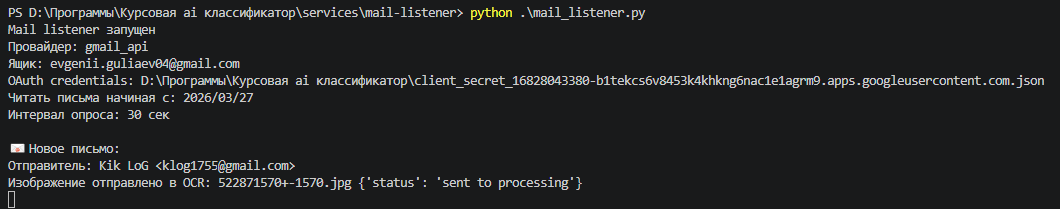 PS D:\Программы\Курсовая ai классификатор\services\mail-listener> python .\mail_listener.py
Mail listener запущен
Провайдер: gmail_api
Ящик: evgenii.guliaev04@gmail.com
OAuth credentials: D:\Программы\Курсовая ai классификатор\client_secret_16828043380-b1tekcs6v8453k4khkng6nac1e1agrm9.apps.googleusercontent.com.json
Читать письма начиная с: 2026/03/27
Интервал опроса: 30 сек
Новое письмо:
Отправитель: Kik LoG <klog1755@gmail.com>
Изображение отправлено в OCR: 522871570+-1570.jpg {'status': 'sent to processing'}